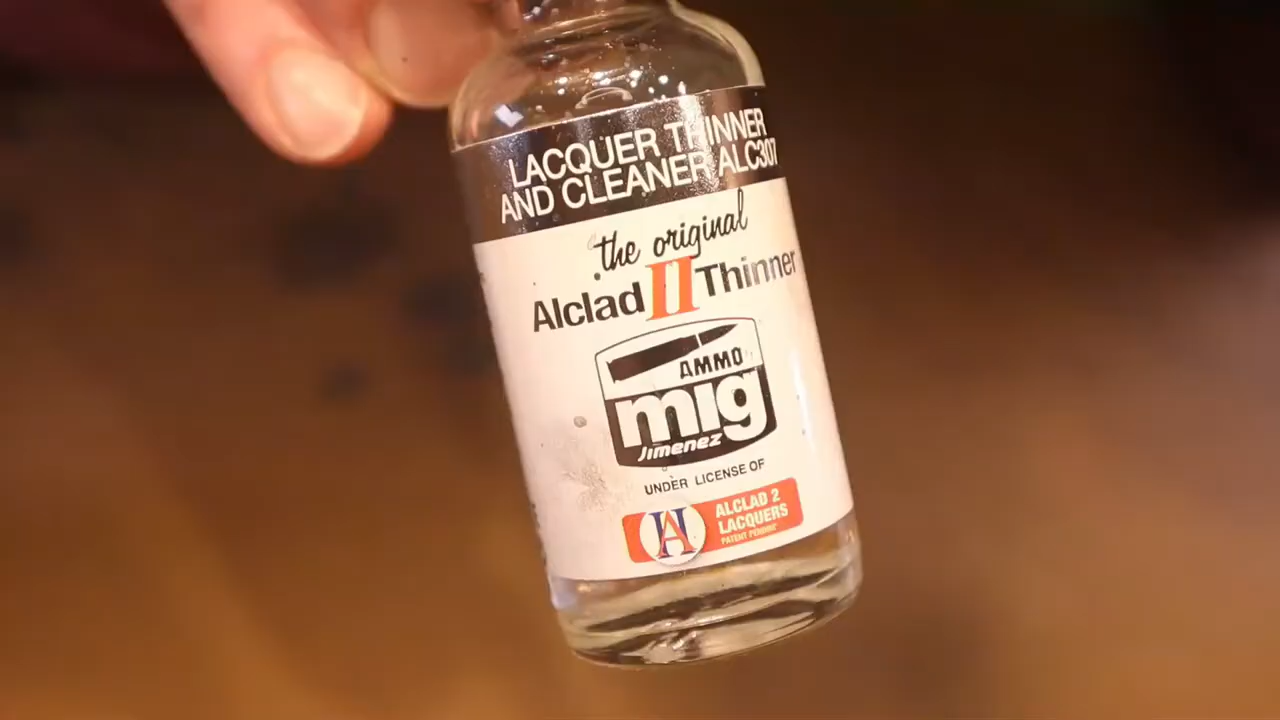 LACQUER THINNER
AND CLEANER ALC307
the original
Alclad II Thinner
AMMO
mig
Jimenez
UNDER LICENSE OF
ALCLAD 2
LACQUERS
PATENT PENDING